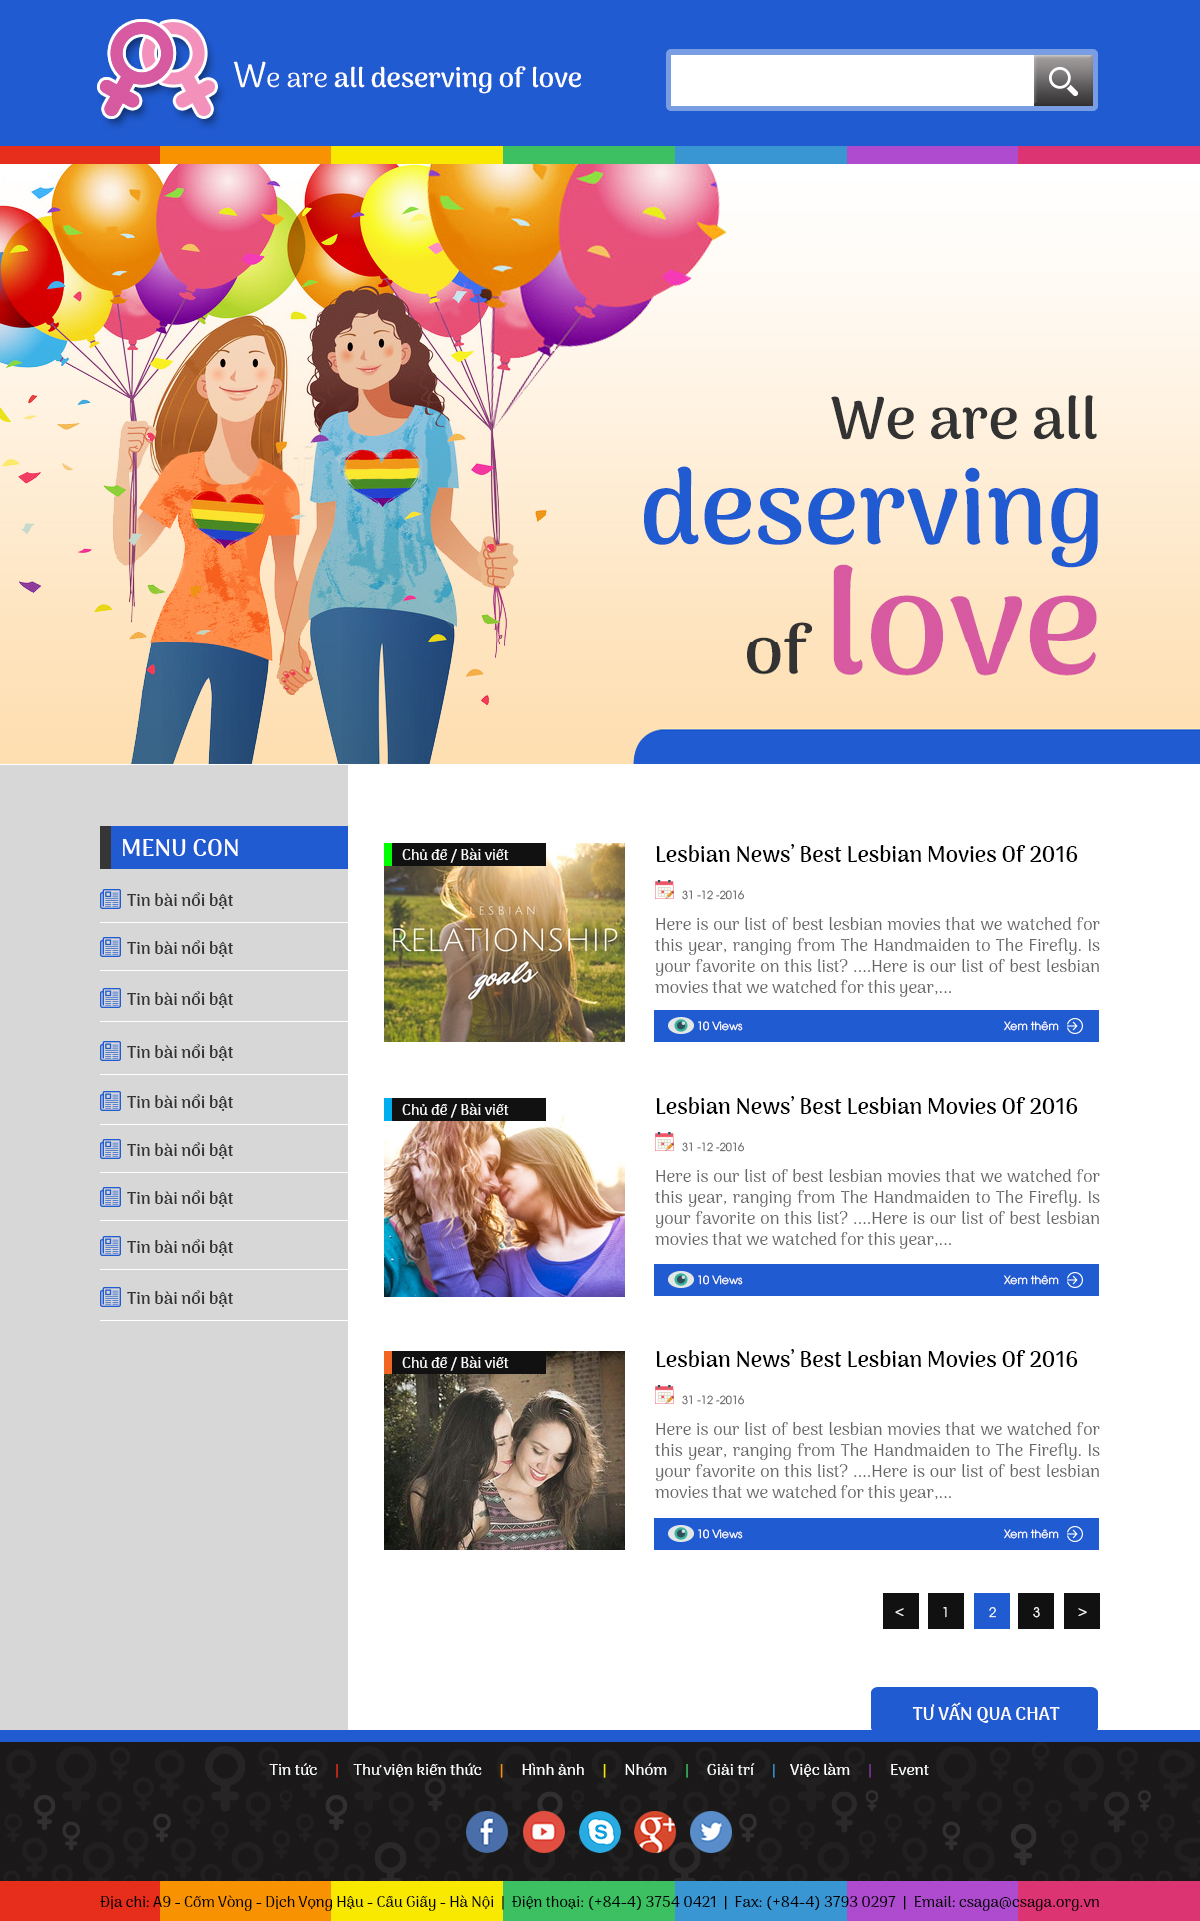 We are all deserving of love
We are all
deserving
of love
MENU CON
Tin bài nổi bật
Tin bài nổi bật
Tin bài nổi bật
Tin bài nổi bật
Tin bài nổi bật
Tin bài nổi bật
Tin bài nổi bật
Tin bài nổi bật
Tin bài nổi bật
Chủ đề / Bài viết
LESBIAN
RELATIONSHIP
goals
Lesbian News’ Best Lesbian Movies Of 2016
31 -12 -2016
Here is our list of best lesbian movies that we watched for
this year, ranging from The Handmaiden to The Firefly. Is
your favorite on this list? ....Here is our list of best lesbian
movies that we watched for this year,...
10 Views Xem thêm
Chủ đề / Bài viết
Lesbian News’ Best Lesbian Movies Of 2016
31 -12 -2016
Here is our list of best lesbian movies that we watched for
this year, ranging from The Handmaiden to The Firefly. Is
your favorite on this list? ....Here is our list of best lesbian
movies that we watched for this year,...
10 Views Xem thêm
Chủ đề / Bài viết
Lesbian News’ Best Lesbian Movies Of 2016
31 -12 -2016
Here is our list of best lesbian movies that we watched for
this year, ranging from The Handmaiden to The Firefly. Is
your favorite on this list? ....Here is our list of best lesbian
movies that we watched for this year,...
10 Views Xem thêm
< 1 2 3 >
TƯ VẤN QUA CHAT
Tin tức | Thư viện kiến thức | Hình ảnh | Nhóm | Giải trí | Việc làm | Event
Địa chỉ: A9 - Cốm Vòng - Dịch Vọng Hậu - Cầu Giấy - Hà Nội | Điện thoại: (+84-4) 3754 0421 | Fax: (+84-4) 3793 0297 | Email: csaga@csaga.org.vn